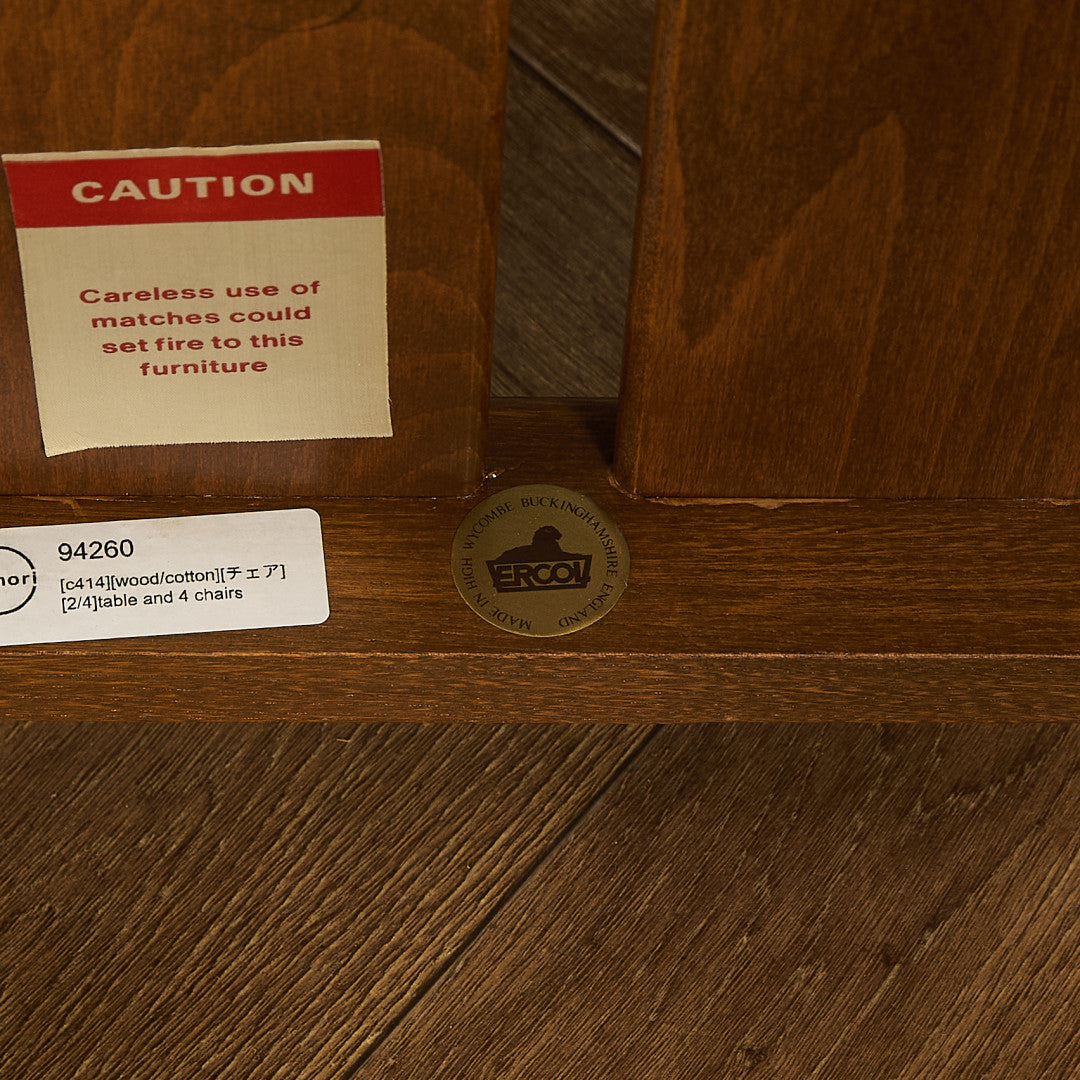 CAUTION
Careless use of
matches could
set fire to this
furniture
94260
[c414][wood/cotton][チェア]
[2/4]table and 4 chairs
MADE IN HIGH WYCOMBE BUCKINGHAMSHIRE ENGLAND
ERCOL